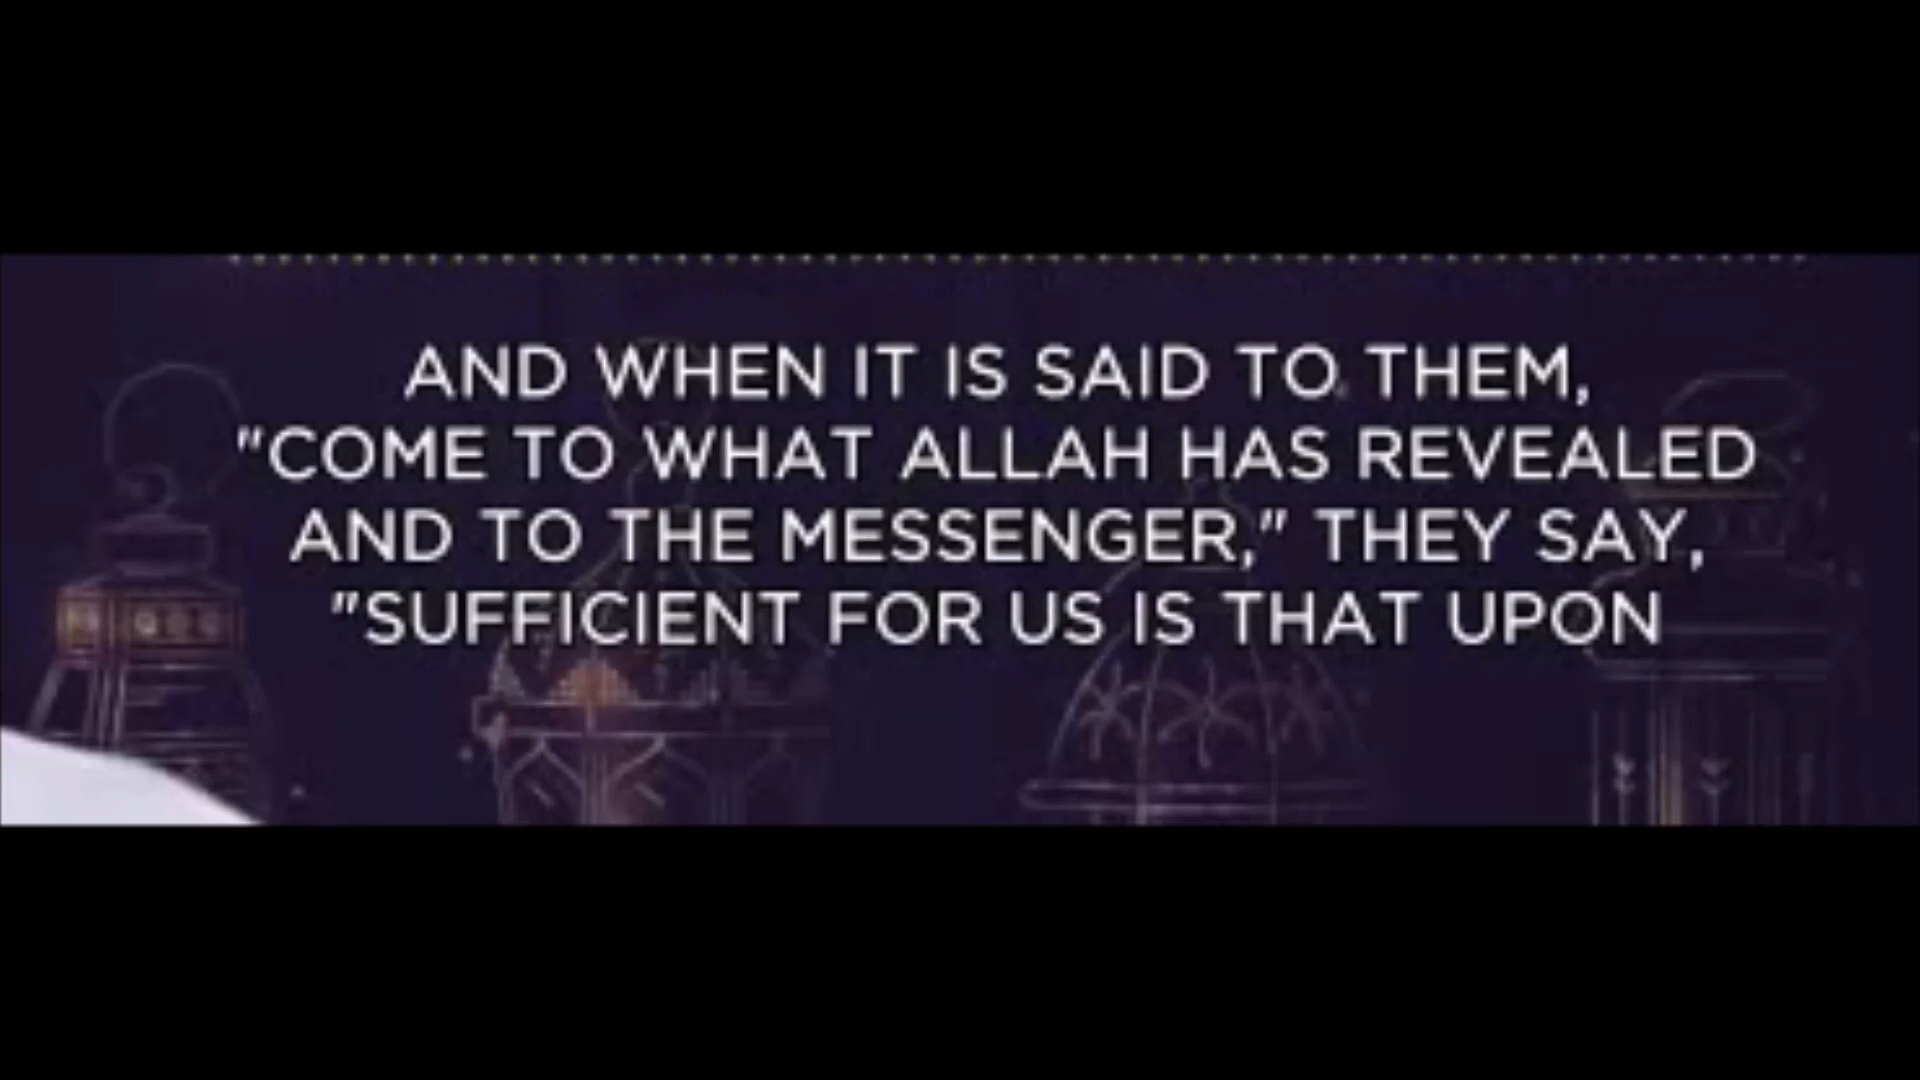 AND WHEN IT IS SAID TO THEM,
"COME TO WHAT ALLAH HAS REVEALED
AND TO THE MESSENGER," THEY SAY,
"SUFFICIENT FOR US IS THAT UPON